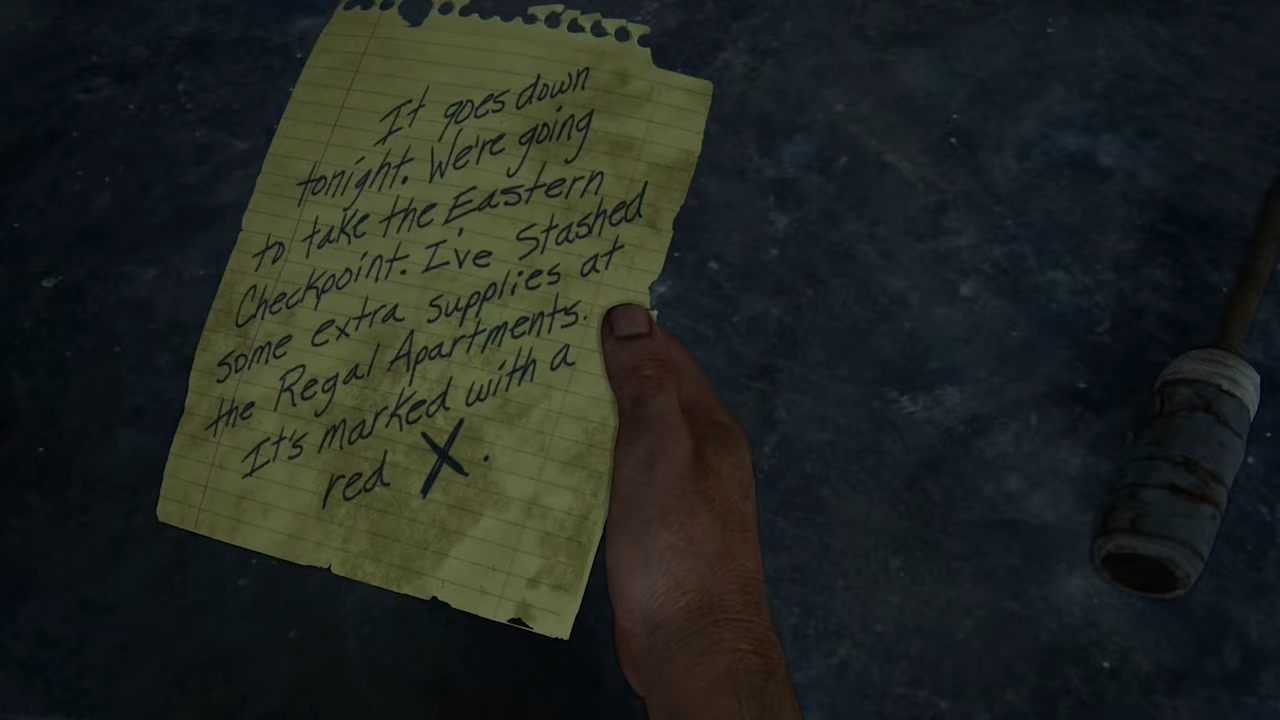 It goes down
tonight. We're going
to take the Eastern
Checkpoint. I've Stashed
some extra supplies at
the Regal Apartments.
It's marked with a
red X.